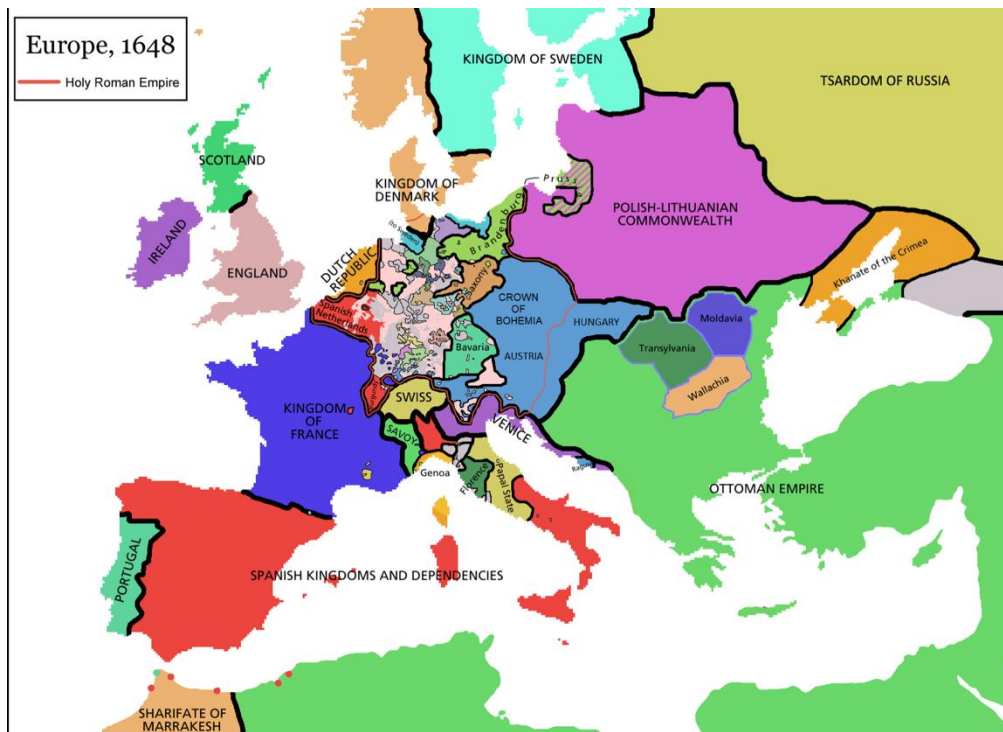 Europe, 1648
Holy Roman Empire
KINGDOM OF SWEDEN
TSARDOM OF RUSSIA
SCOTLAND
KINGDOM OF
DENMARK
Prus
POLISH-LITHUANIAN
COMMONWEALTH
IRELAND
ENGLAND
(to Sweden)
Brandenburg
DUTCH
REPUBLIC
Khanate of the Crimea
Saxony
Spanish
Netherlands
CROWN
OF
BOHEMIA
HUNGARY
Moldavia
Bavaria
Transylvania
AUSTRIA
Wallachia
KINGDOM
OF
FRANCE
SWISS
SAVOY
VENICE
Genoa
Florence
Papal State
OTTOMAN EMPIRE
PORTUGAL
SPANISH KINGDOMS AND DEPENDENCIES
SHARIFATE OF
MARRAKESH